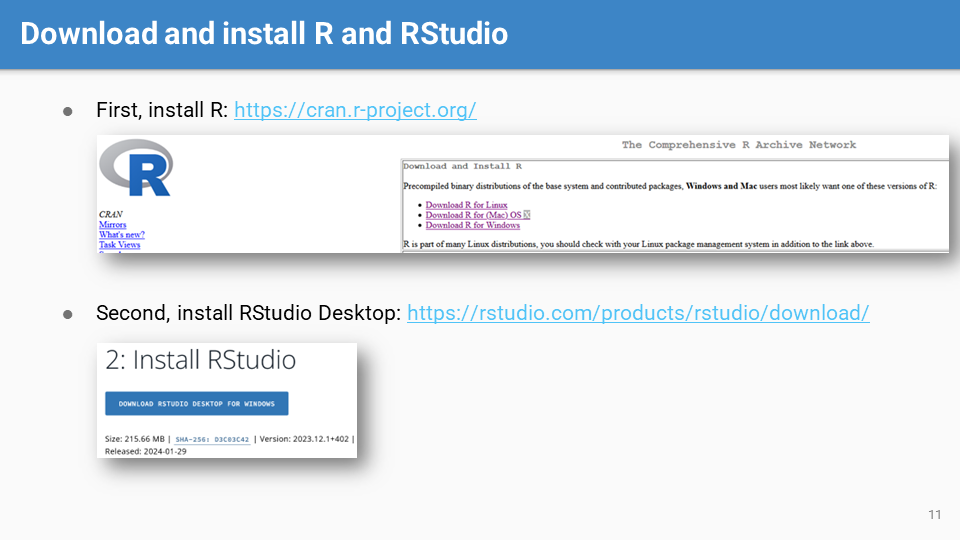 Download and install R and RStudio
● First, install R: https://cran.r-project.org/
R
The Comprehensive R Archive Network
Download and Install R
Precompiled binary distributions of the base system and contributed packages, Windows and Mac users most likely want one of these versions of R:
• Download R for Linux
• Download R for (Mac) OS X
• Download R for Windows
R is part of many Linux distributions, you should check with your Linux package management system in addition to the link above.
CRAN
Mirrors
What's new?
Task Views
● Second, install RStudio Desktop: https://rstudio.com/products/rstudio/download/
2: Install RStudio
DOWNLOAD RSTUDIO DESKTOP FOR WINDOWS
Size: 215.66 MB | SHA-256: D3C03C42 | Version: 2023.12.1+402 |
Released: 2024-01-29
11